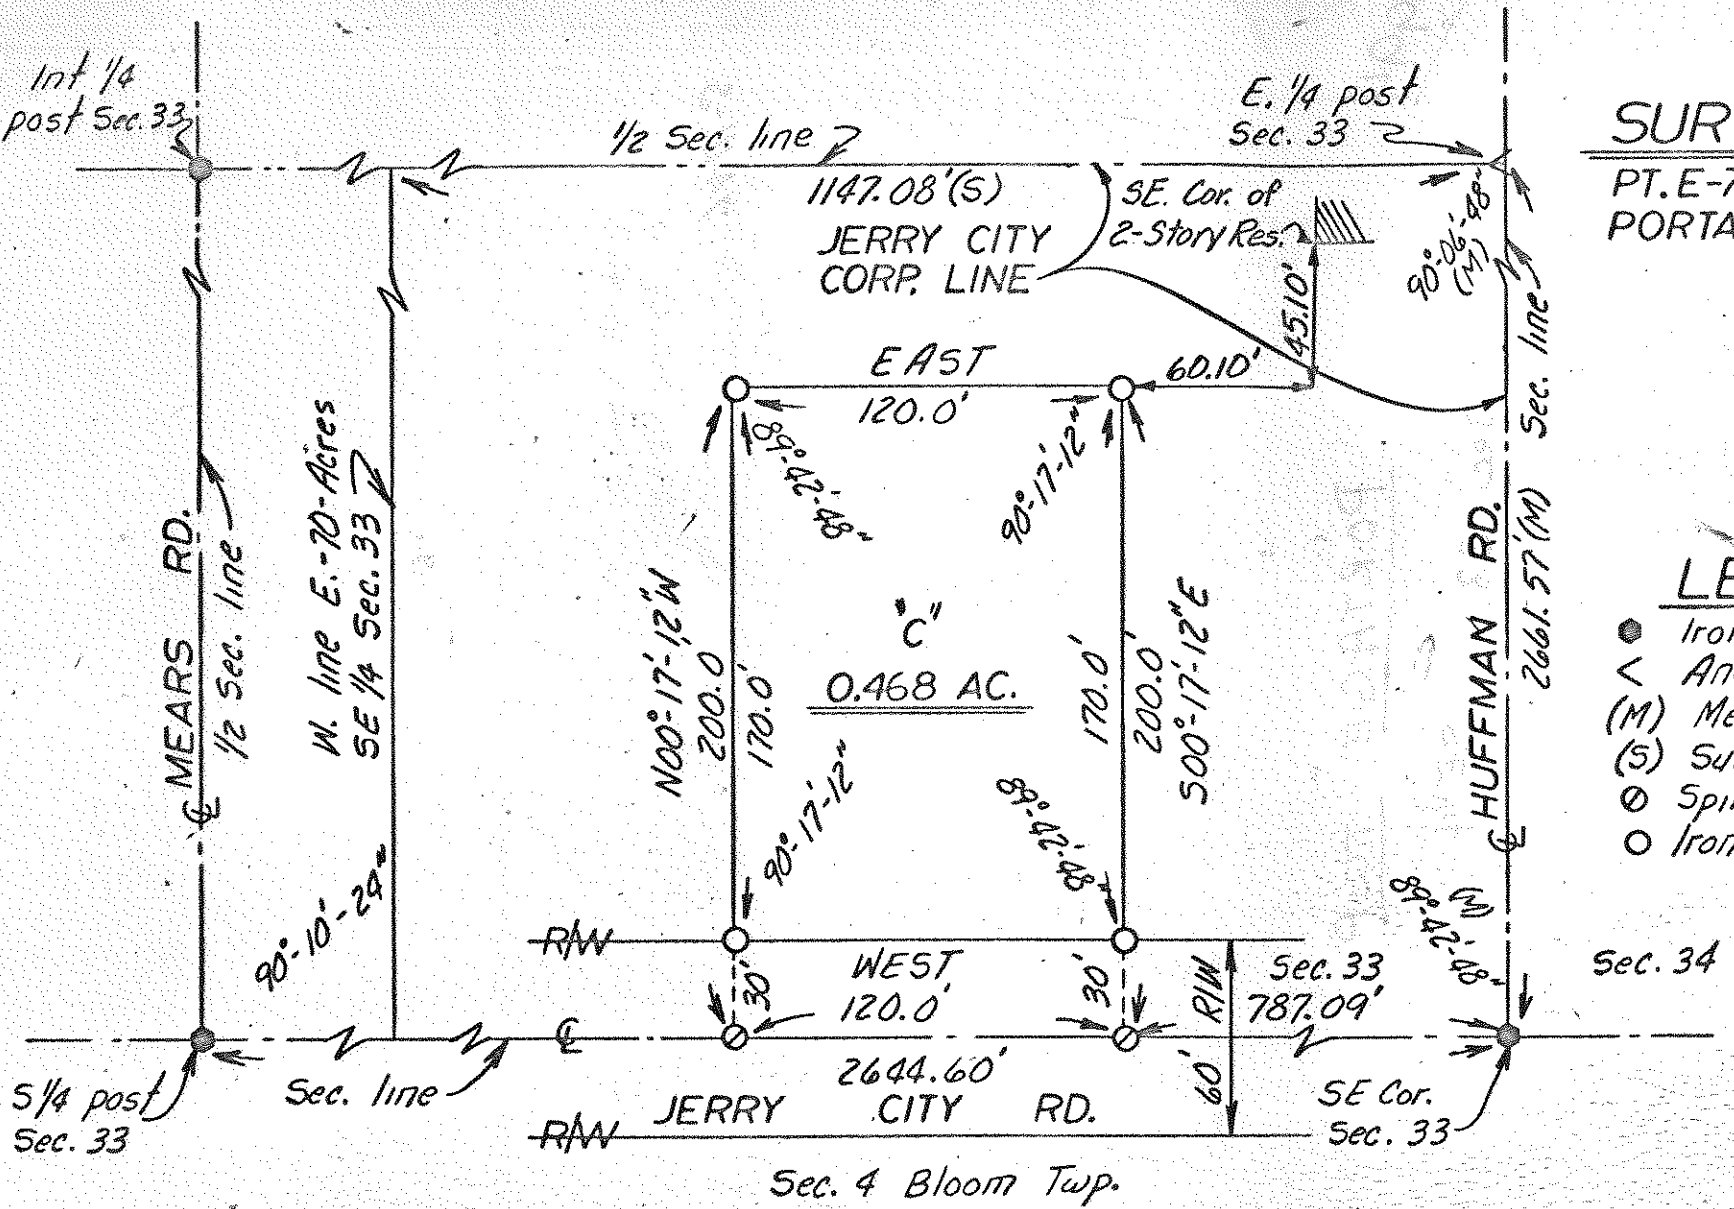 Int 1/4
post Sec. 33
1/2 Sec. line
E. 1/4 post
Sec. 33
SUR
PT. E-7
PORTA
1147.08'(S)
JERRY CITY
CORP. LINE
SE. Cor. of
2-Story Res.
90°-06'-48"
(M)
45.10'
60.10'
EAST
120.0'
Sec. line
MEARS RD.
℄
1/2 Sec. line
W. line E.-70-Acres
SE 1/4 Sec. 33
89°-42'-48"
90°-17'-12"
N00°-17'-12"W
200.0'
170.0'
"C"
0.468 AC.
170.0'
200.0'
S00°-17'-12"E
HUFFMAN RD.
℄
2661.57'(M)
LE
Iron
< An
(M) Me
(S) Su
Spi
Iron
90°-17'-12"
89°-42'-48"
89°-42'-48"
(M)
90°-10'-24"
R/W
WEST
120.0'
30'
30'
R/W
60'
Sec. 33
787.09'
Sec. 34
℄
2644.60'
S 1/4 post
Sec. 33
Sec. line
JERRY CITY RD.
R/W
SE Cor.
Sec. 33
Sec. 4 Bloom Twp.